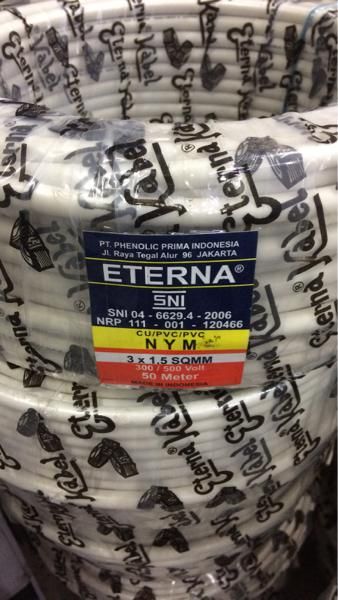 Eterna Kabel
PT. PHENOLIC PRIMA INDONESIA
Jl. Raya Tegal Alur 96 JAKARTA
ETERNA®
SNI
SNI 04 - 6629.4 - 2006
NRP 111 - 001 - 120466
CU/PVC/PVC
NYM
3 x 1.5 SQMM
300 / 500 Volt
50 Meter
MADE IN INDONESIA
Eterna Kabel
Eterna Kabel